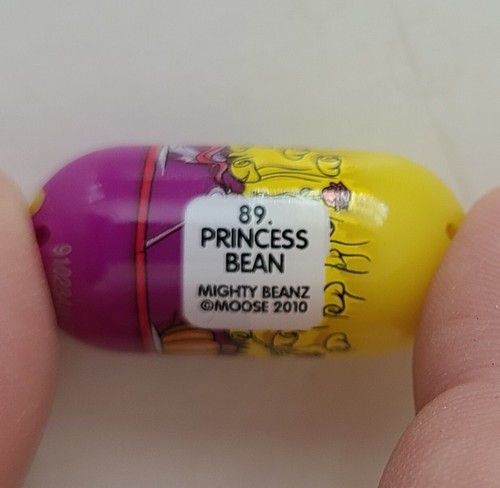 89.
PRINCESS
BEAN
MIGHTY BEANZ
©MOOSE 2010